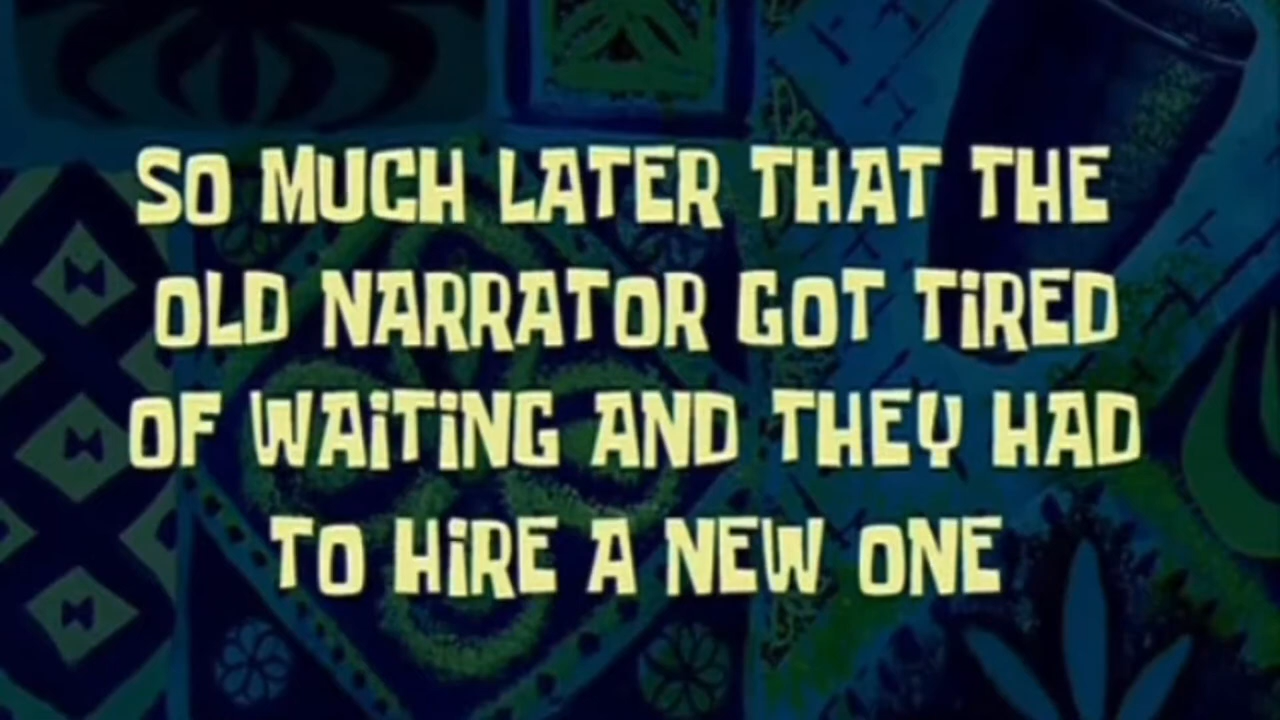 SO MUCH LATER THAT THE
OLD NARRATOR GOT TiRED
OF WAiTiNG AND THEY HAD
TO HiRE A NEW ONE